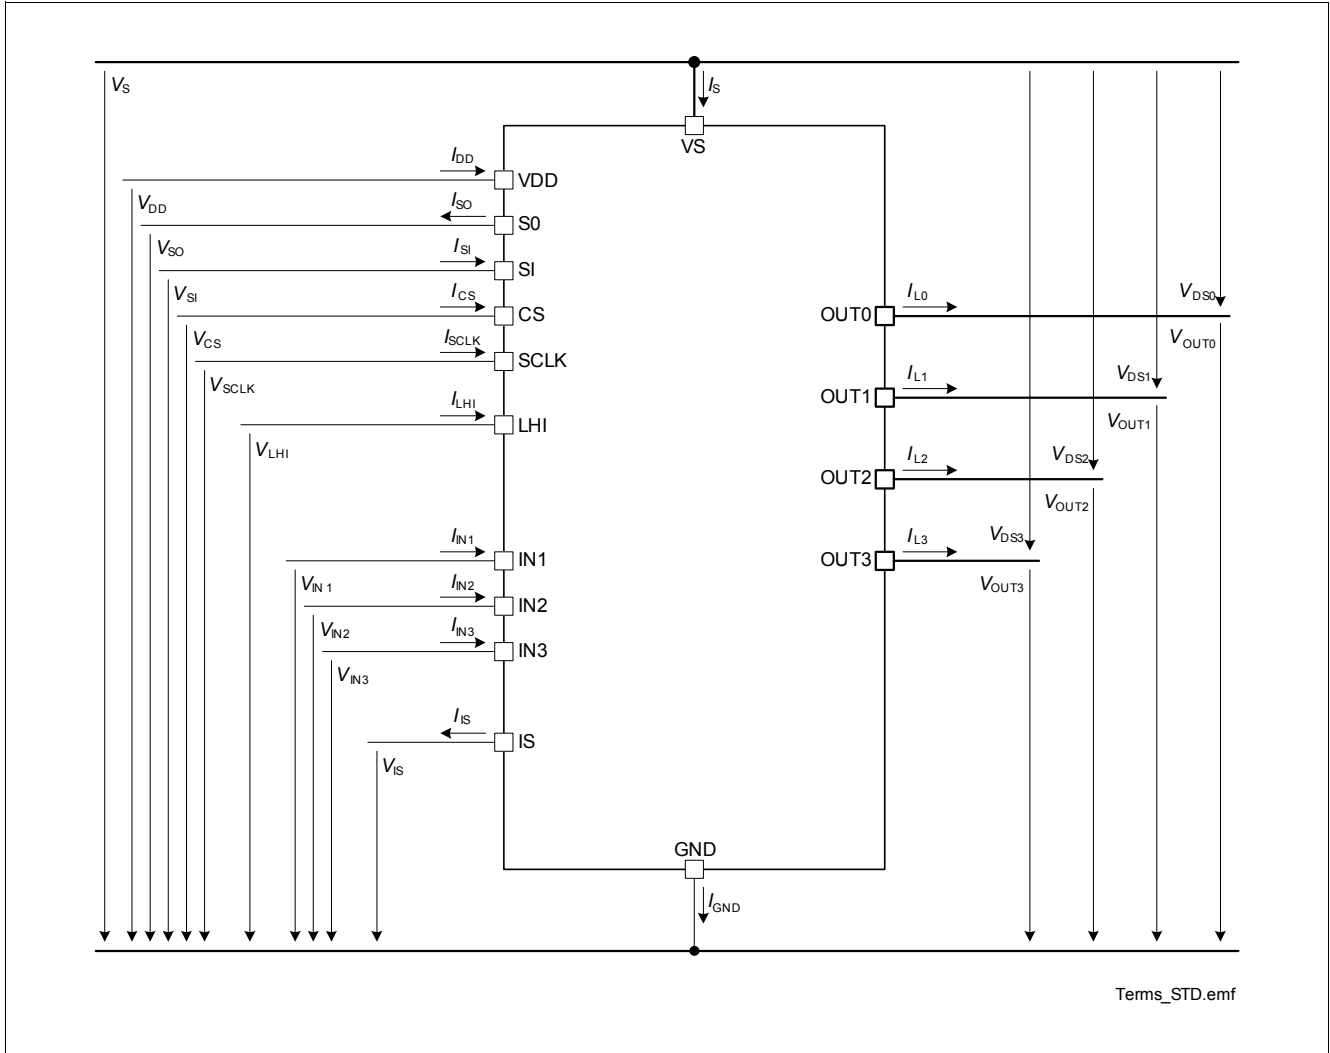 VS
IS
VS
IDD
VDD
VDD
ISO
S0
VSO
ISI
SI
VSI
ICS
CS
VCS
ISCLK
SCLK
VSCLK
ILHI
LHI
VLHI
IIN1
IN1
VIN 1
IIN2
IN2
VIN2
IIN3
IN3
VIN3
IIS
IS
VIS
OUT0
IL0
VDS0
VOUT0
OUT1
IL1
VDS1
VOUT1
OUT2
IL2
VDS2
VOUT2
OUT3
IL3
VDS3
VOUT3
GND
IGND
Terms_STD.emf